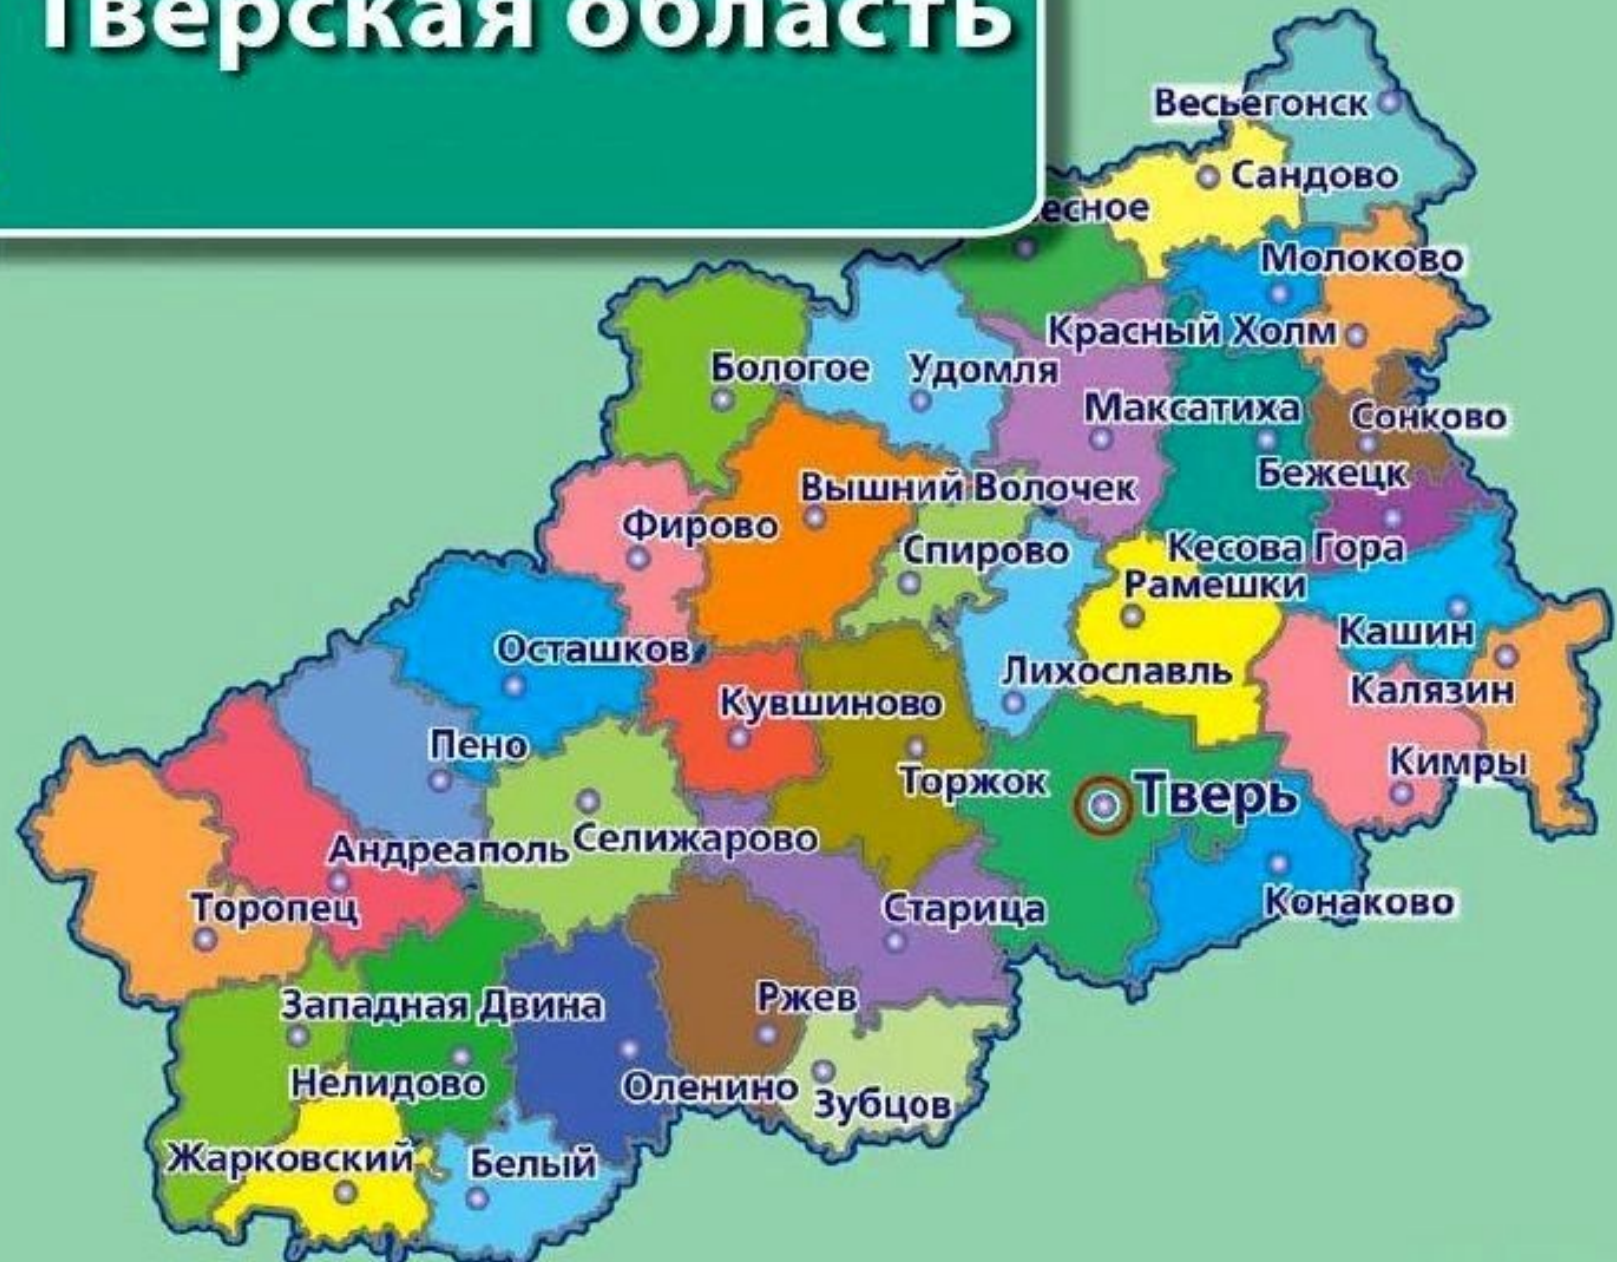 Тверская область
Весьегонск
Сандово
есное
Молоково
Красный Холм
Бологое
Удомля
Максатиха
Сонково
Бежецк
Вышний Волочек
Фирово
Спирово
Кесова Гора
Рамешки
Кашин
Осташков
Лихославль
Калязин
Кувшиново
Пено
Кимры
Торжок
Тверь
Селижарово
Андреаполь
Торопец
Старица
Конаково
Западная Двина
Ржев
Нелидово
Оленино
Зубцов
Жарковский
Белый